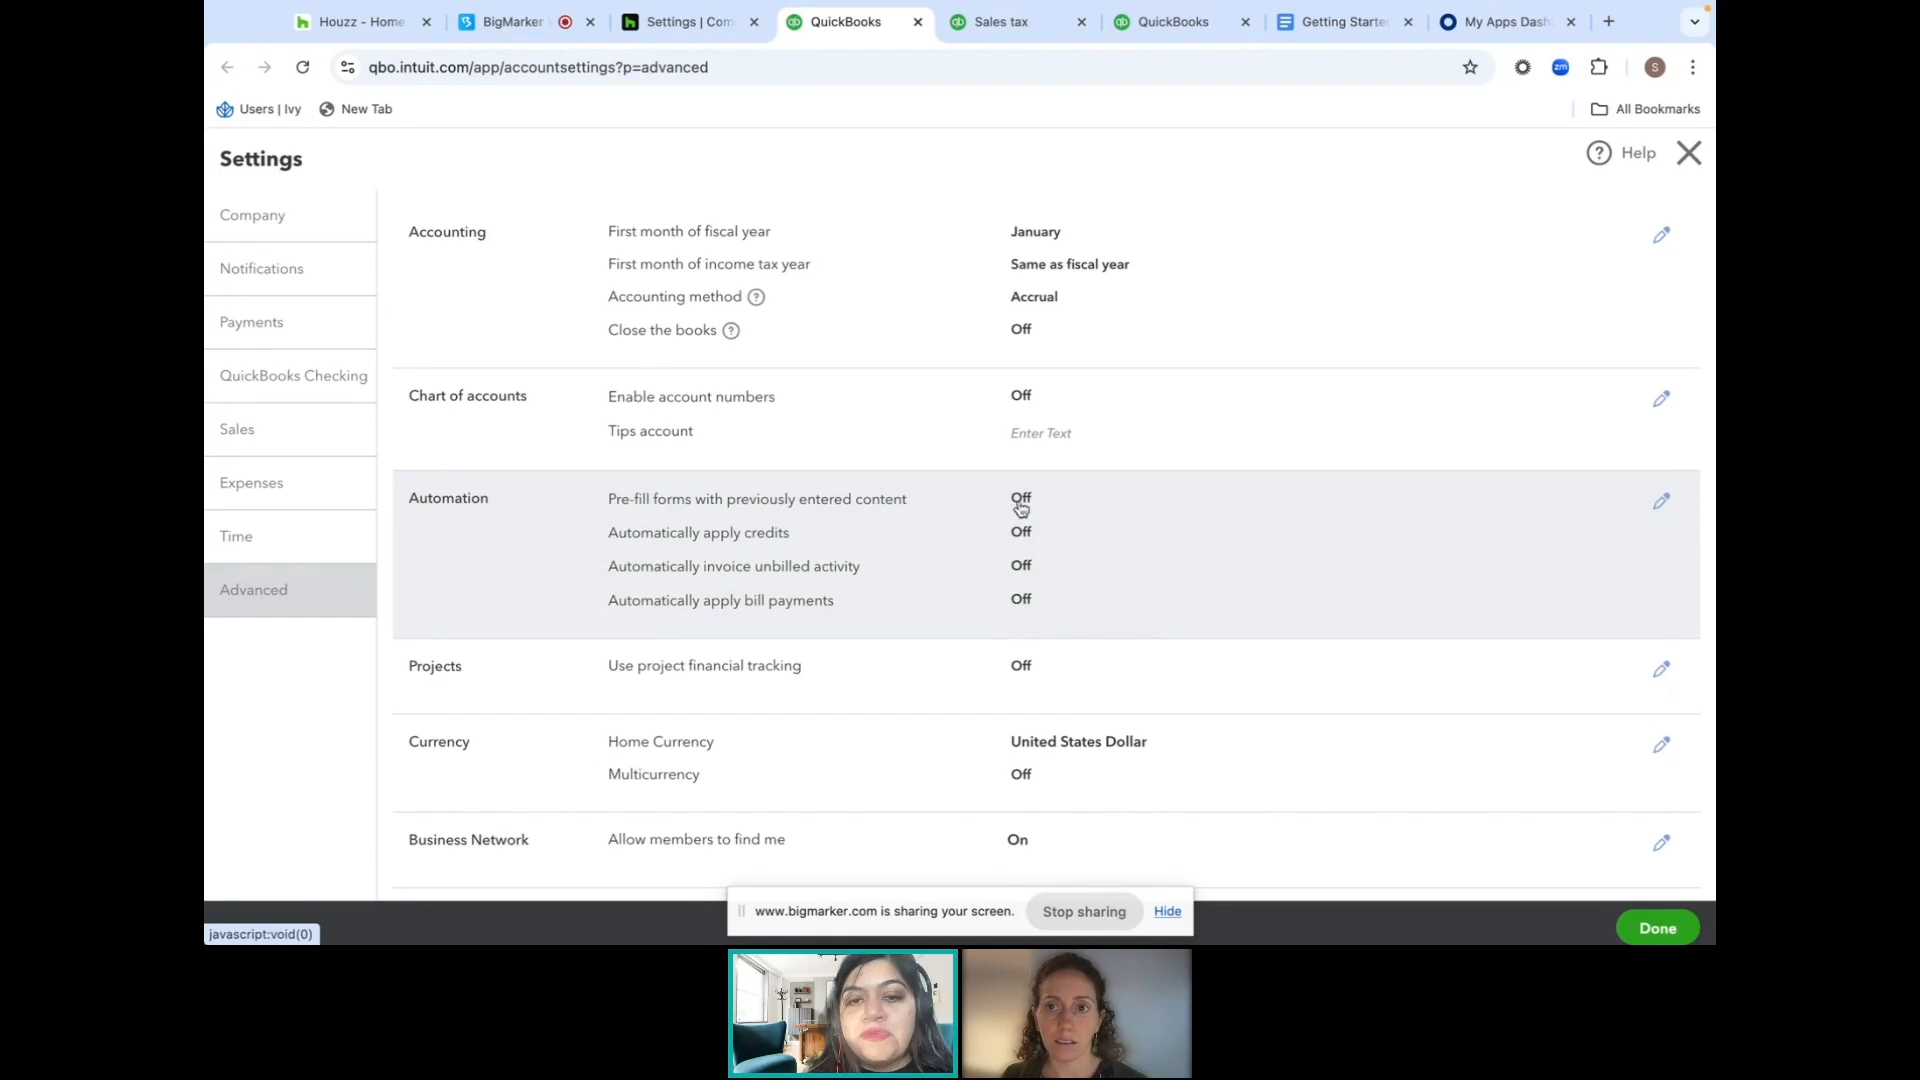 Houzz - Home
BigMarker
Settings | Com
QuickBooks
Sales tax
QuickBooks
Getting Starte
My Apps Dash
qbo.intuit.com/app/accountsettings?p=advanced
zm
S
Users | Ivy
New Tab
All Bookmarks
Settings
Help
Company
Notifications
Payments
QuickBooks Checking
Sales
Expenses
Time
Advanced
Accounting
First month of fiscal year January
First month of income tax year Same as fiscal year
Accounting method ? Accrual
Close the books ? Off
Chart of accounts
Enable account numbers Off
Tips account Enter Text
Automation
Pre-fill forms with previously entered content Off
Automatically apply credits Off
Automatically invoice unbilled activity Off
Automatically apply bill payments Off
Projects
Use project financial tracking Off
Currency
Home Currency United States Dollar
Multicurrency Off
Business Network
Allow members to find me On
www.bigmarker.com is sharing your screen. Stop sharing Hide
javascript:void(0)
Done